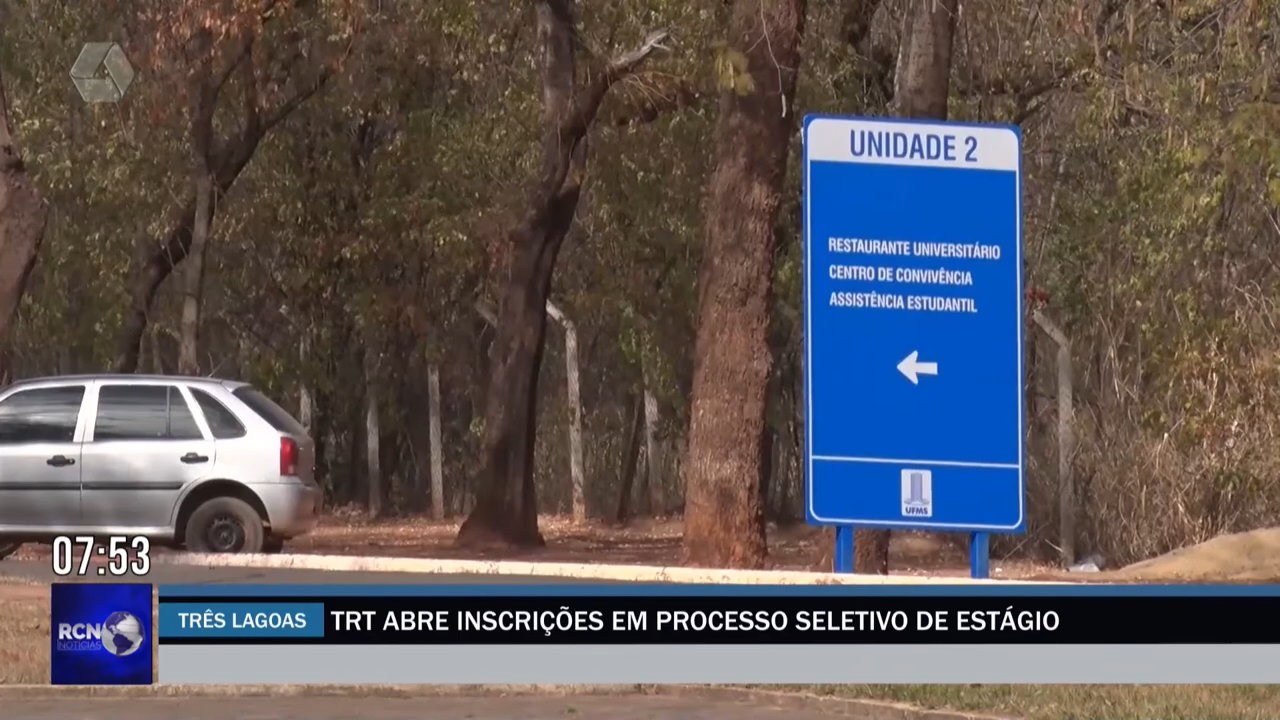 UNIDADE 2
RESTAURANTE UNIVERSITÁRIO
CENTRO DE CONVIVÊNCIA
ASSISTÊNCIA ESTUDANTIL
UFMS
07:53
RCN
NOTÍCIAS
TRÊS LAGOAS
TRT ABRE INSCRIÇÕES EM PROCESSO SELETIVO DE ESTÁGIO